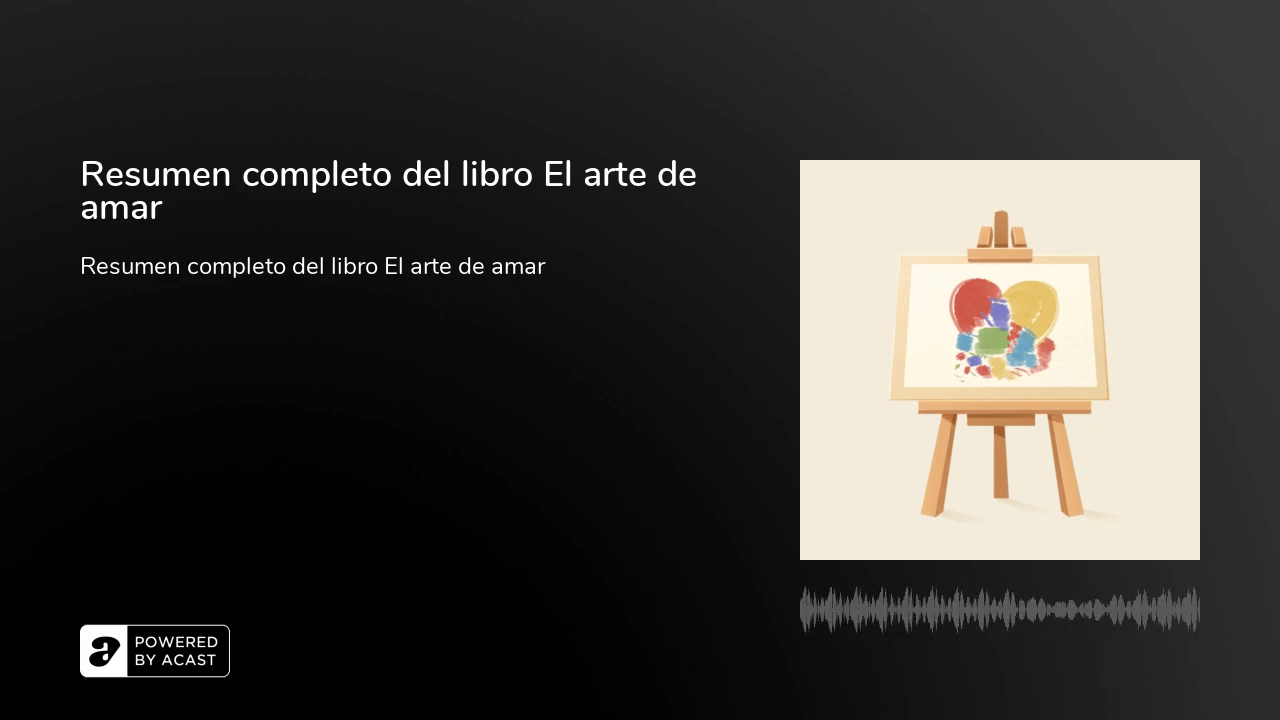 Resumen completo del libro El arte de
amar
Resumen completo del libro El arte de amar
POWERED
BY ACAST